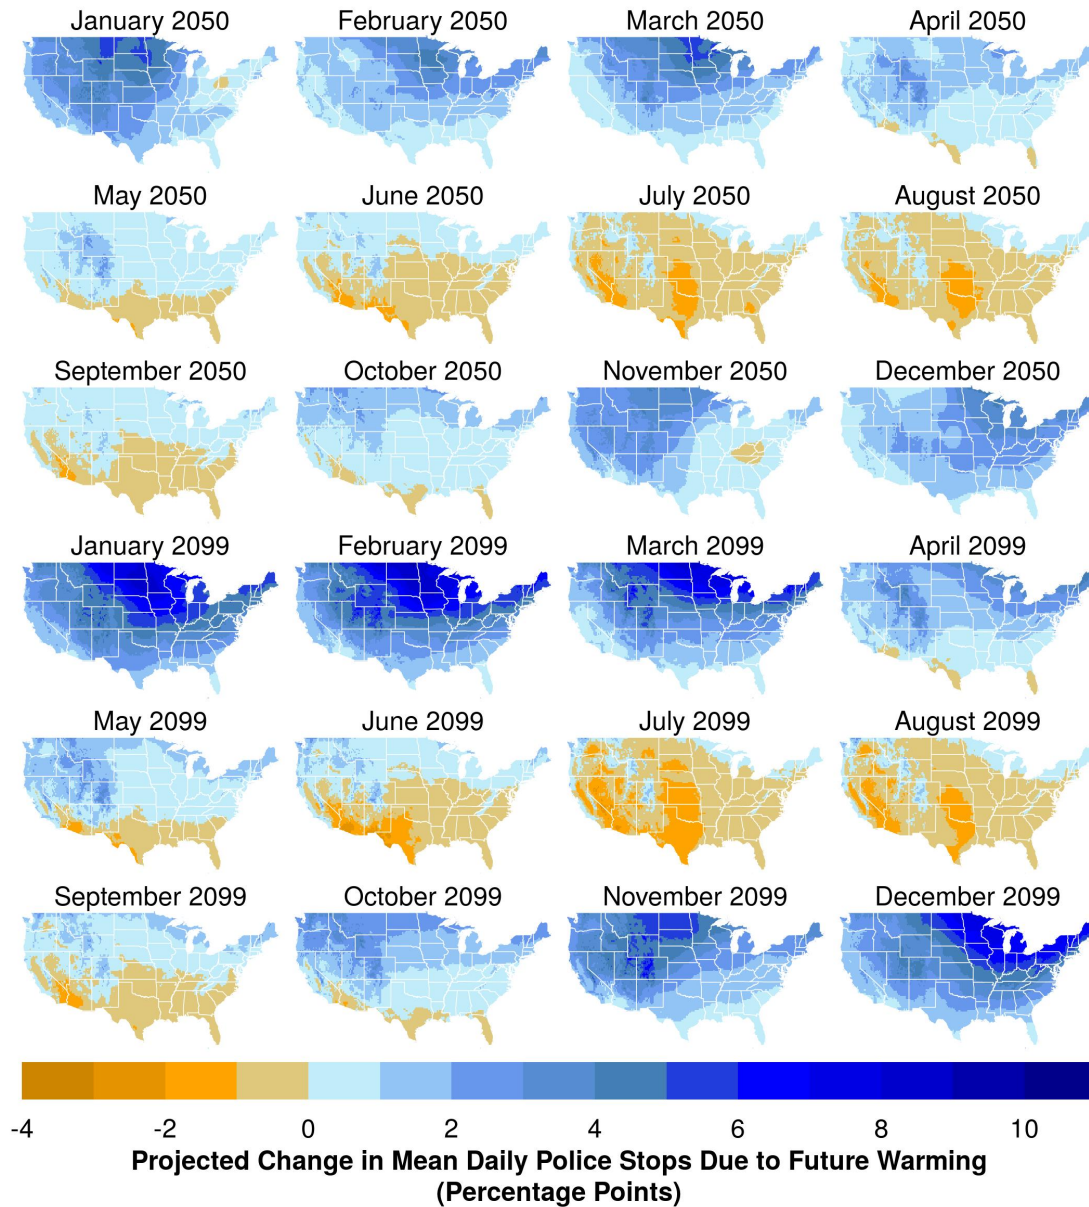 January 2050 February 2050 March 2050 April 2050
May 2050 June 2050 July 2050 August 2050
September 2050 October 2050 November 2050 December 2050
January 2099 February 2099 March 2099 April 2099
May 2099 June 2099 July 2099 August 2099
September 2099 October 2099 November 2099 December 2099
-4 -2 0 2 4 6 8 10
Projected Change in Mean Daily Police Stops Due to Future Warming
(Percentage Points)